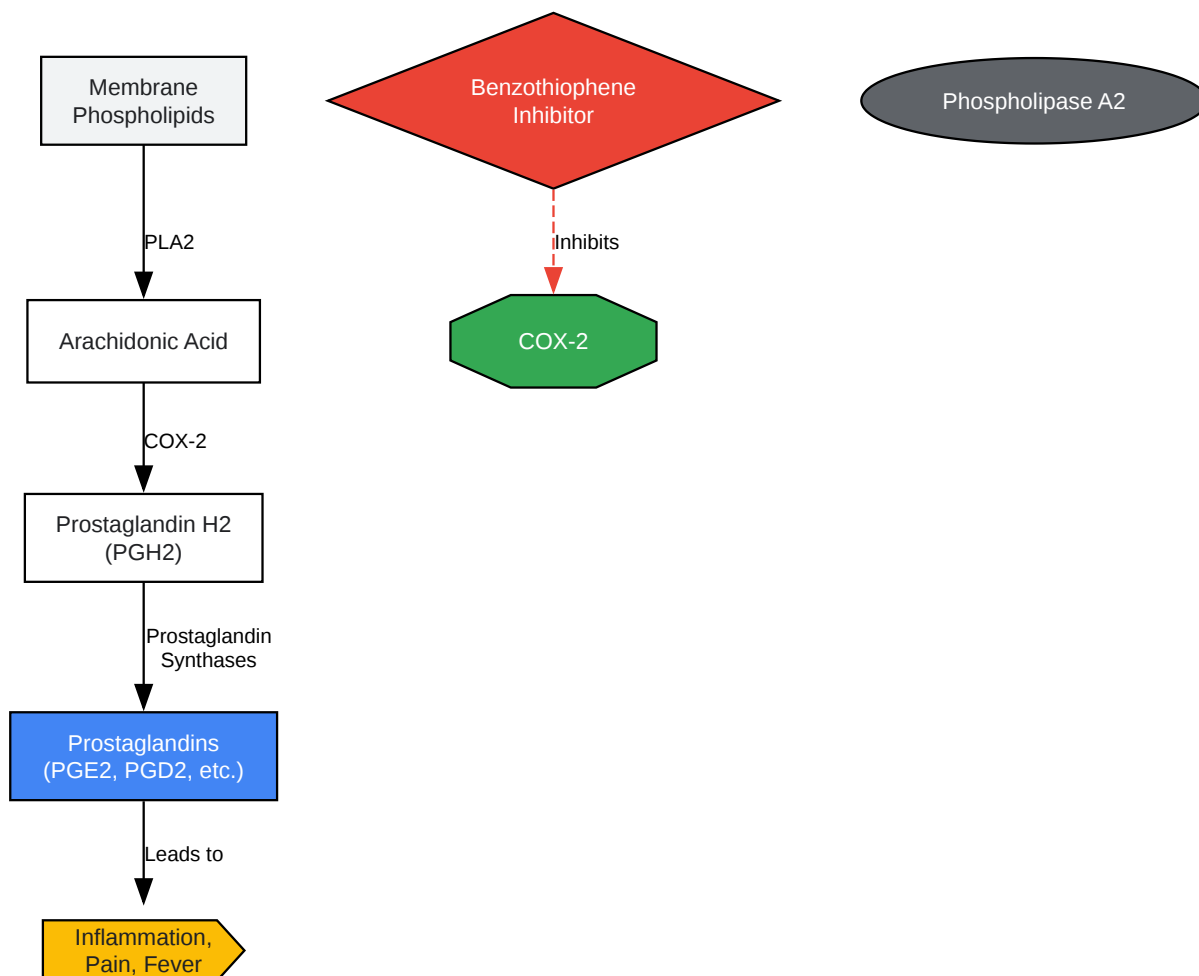 Membrane
Phospholipids
Benzothiophene
Inhibitor
Phospholipase A2
PLA2
Inhibits
Arachidonic Acid
COX-2
COX-2
Prostaglandin H2
(PGH2)
Prostaglandin
Synthases
Prostaglandins
(PGE2, PGD2, etc.)
Leads to
Inflammation,
Pain, Fever